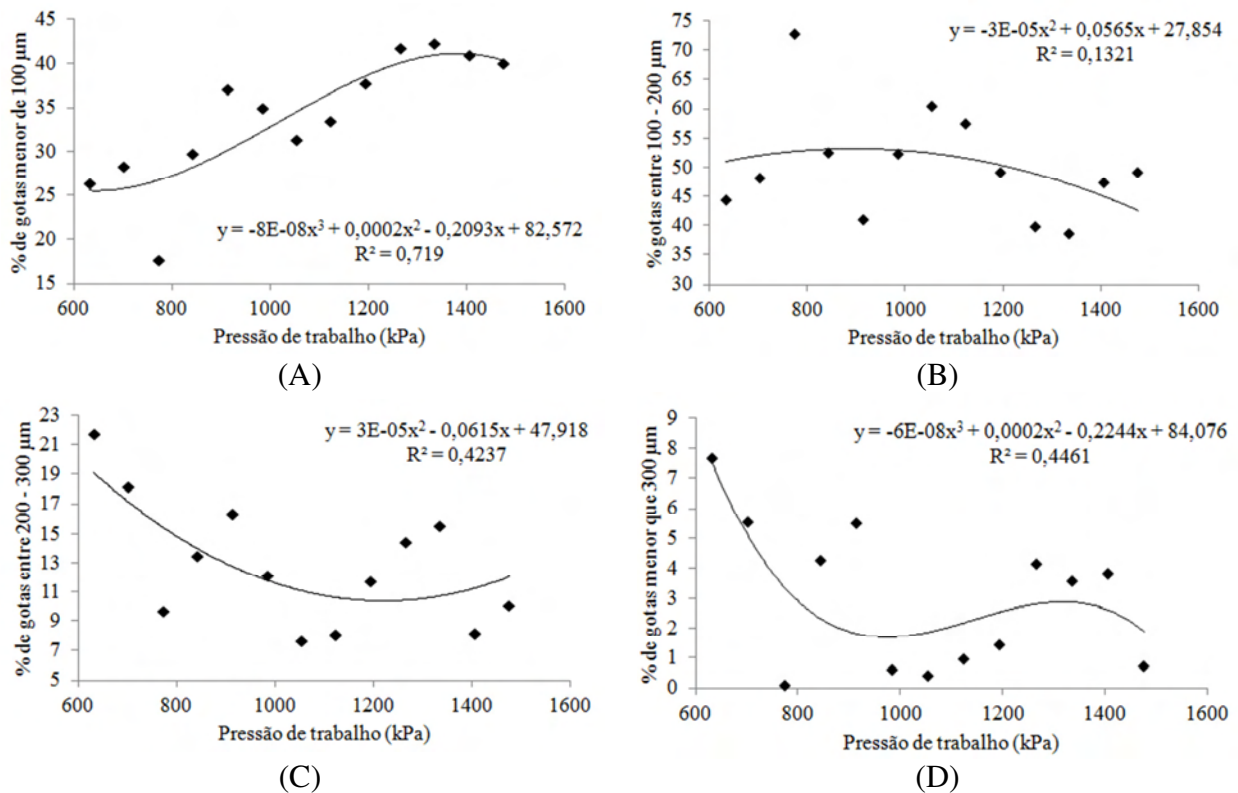 % de gotas menor de 100 µm
45
40
35
30
25
20
15
y = -8E-08x³ + 0,0002x² - 0,2093x + 82,572
R² = 0,719
600 800 1000 1200 1400 1600
Pressão de trabalho (kPa)
(A)
% gotas entre 100 - 200 µm
75
70
65
60
55
50
45
40
35
30
y = -3E-05x² + 0,0565x + 27,854
R² = 0,1321
600 800 1000 1200 1400 1600
Pressão de trabalho (kPa)
(B)
% de gotas entre 200 - 300 µm
23
21
19
17
15
13
11
9
7
5
y = 3E-05x² - 0,0615x + 47,918
R² = 0,4237
600 800 1000 1200 1400 1600
Pressão de trabalho (kPa)
(C)
% de gotas menor que 300 µm
9
8
7
6
5
4
3
2
1
0
y = -6E-08x³ + 0,0002x² - 0,2244x + 84,076
R² = 0,4461
600 800 1000 1200 1400 1600
Pressão de trabalho (kPa)
(D)